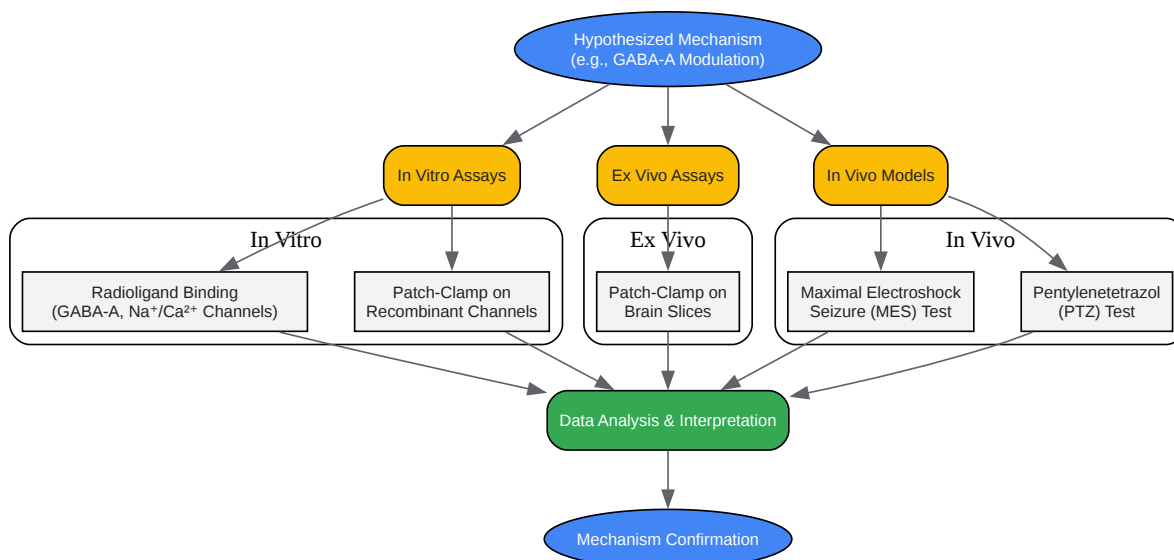 Hypothesized Mechanism
(e.g., GABA-A Modulation)
In Vitro Assays
Ex Vivo Assays
In Vivo Models
In Vitro
Ex Vivo
In Vivo
Radioligand Binding
(GABA-A, Na⁺/Ca²⁺ Channels)
Patch-Clamp on
Recombinant Channels
Patch-Clamp on
Brain Slices
Maximal Electroshock
Seizure (MES) Test
Pentylenetetrazol
(PTZ) Test
Data Analysis & Interpretation
Mechanism Confirmation